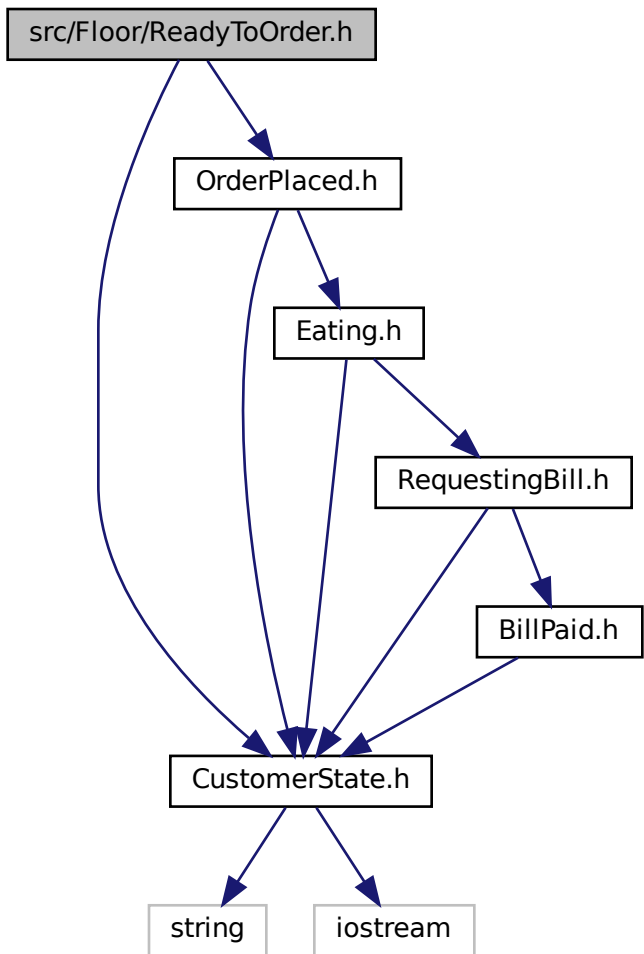 src/Floor/ReadyToOrder.h
OrderPlaced.h
Eating.h
RequestingBill.h
BillPaid.h
CustomerState.h
string
iostream